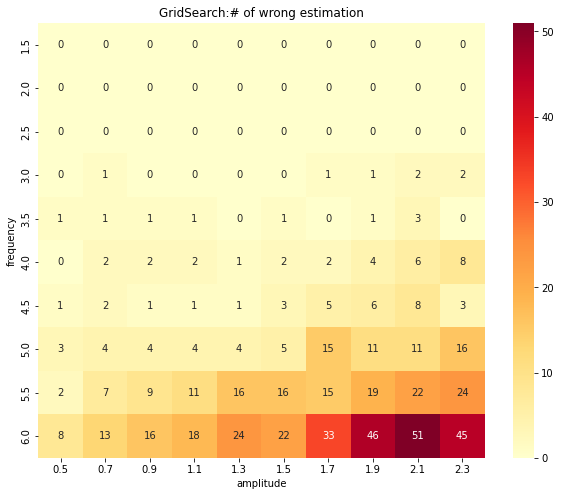 GridSearch:# of wrong estimation
1.5 0 0 0 0 0 0 0 0 0 0
2.0 0 0 0 0 0 0 0 0 0 0
2.5 0 0 0 0 0 0 0 0 0 0
3.0 0 1 0 0 0 0 1 1 2 2
3.5 1 1 1 1 0 1 0 1 3 0
4.0 0 2 2 2 1 2 2 4 6 8
4.5 1 2 1 1 1 3 5 6 8 3
5.0 3 4 4 4 4 5 15 11 11 16
5.5 2 7 9 11 16 16 15 19 22 24
6.0 8 13 16 18 24 22 33 46 51 45
0.5 0.7 0.9 1.1 1.3 1.5 1.7 1.9 2.1 2.3
amplitude
frequency
50
40
30
20
10
0